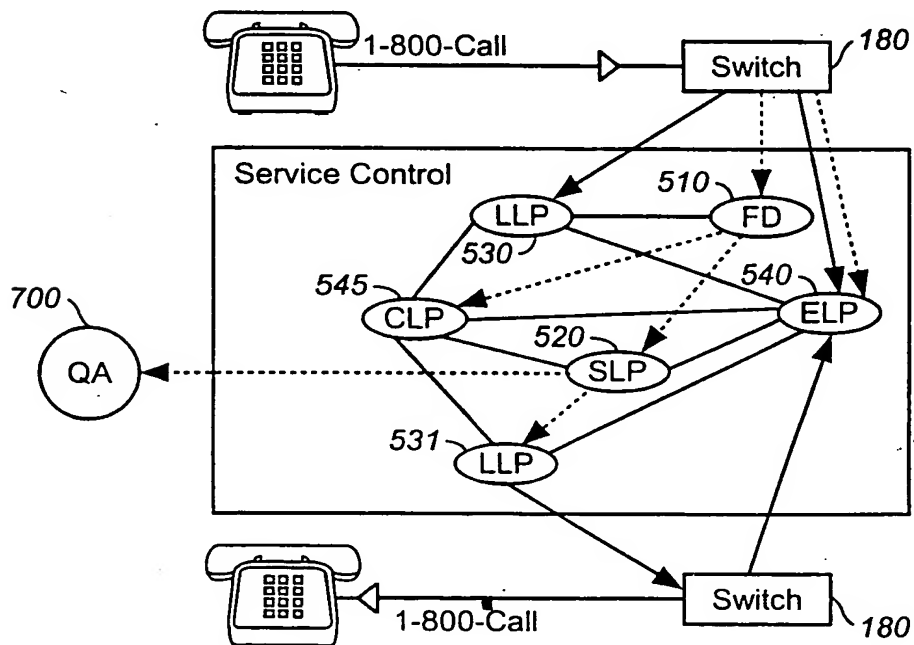 1-800-Call
Switch
180
Service Control
510
LLP
FD
530
540
545
700
ELP
CLP
520
QA
SLP
531
LLP
Switch
1-800-Call
180